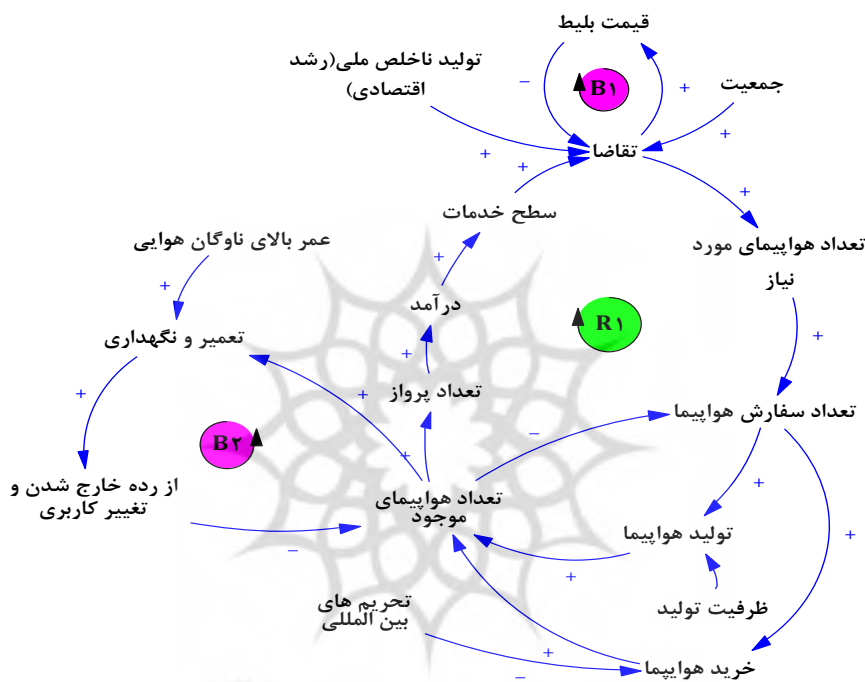 قیمت بلیط
تولید ناخلص ملی(رشد
اقتصادی)
B۱
جمعیت
–
+
+
+
+
تقاضا
+
سطح خدمات
عمر بالای ناوگان هوایی
تعداد هواپیمای مورد
نیاز
+
+
درآمد
R۱
تعمیر و نگهداری
+
+
+
+
تعداد پرواز
تعداد سفارش هواپیما
B۲
–
+
از رده خارج شدن و
تغییر کاربری
تعداد هواپیمای
موجود
+
تولید هواپیما
+
–
+
تحریم های
بین المللی
ظرفیت تولید
+
–
خرید هوایپما